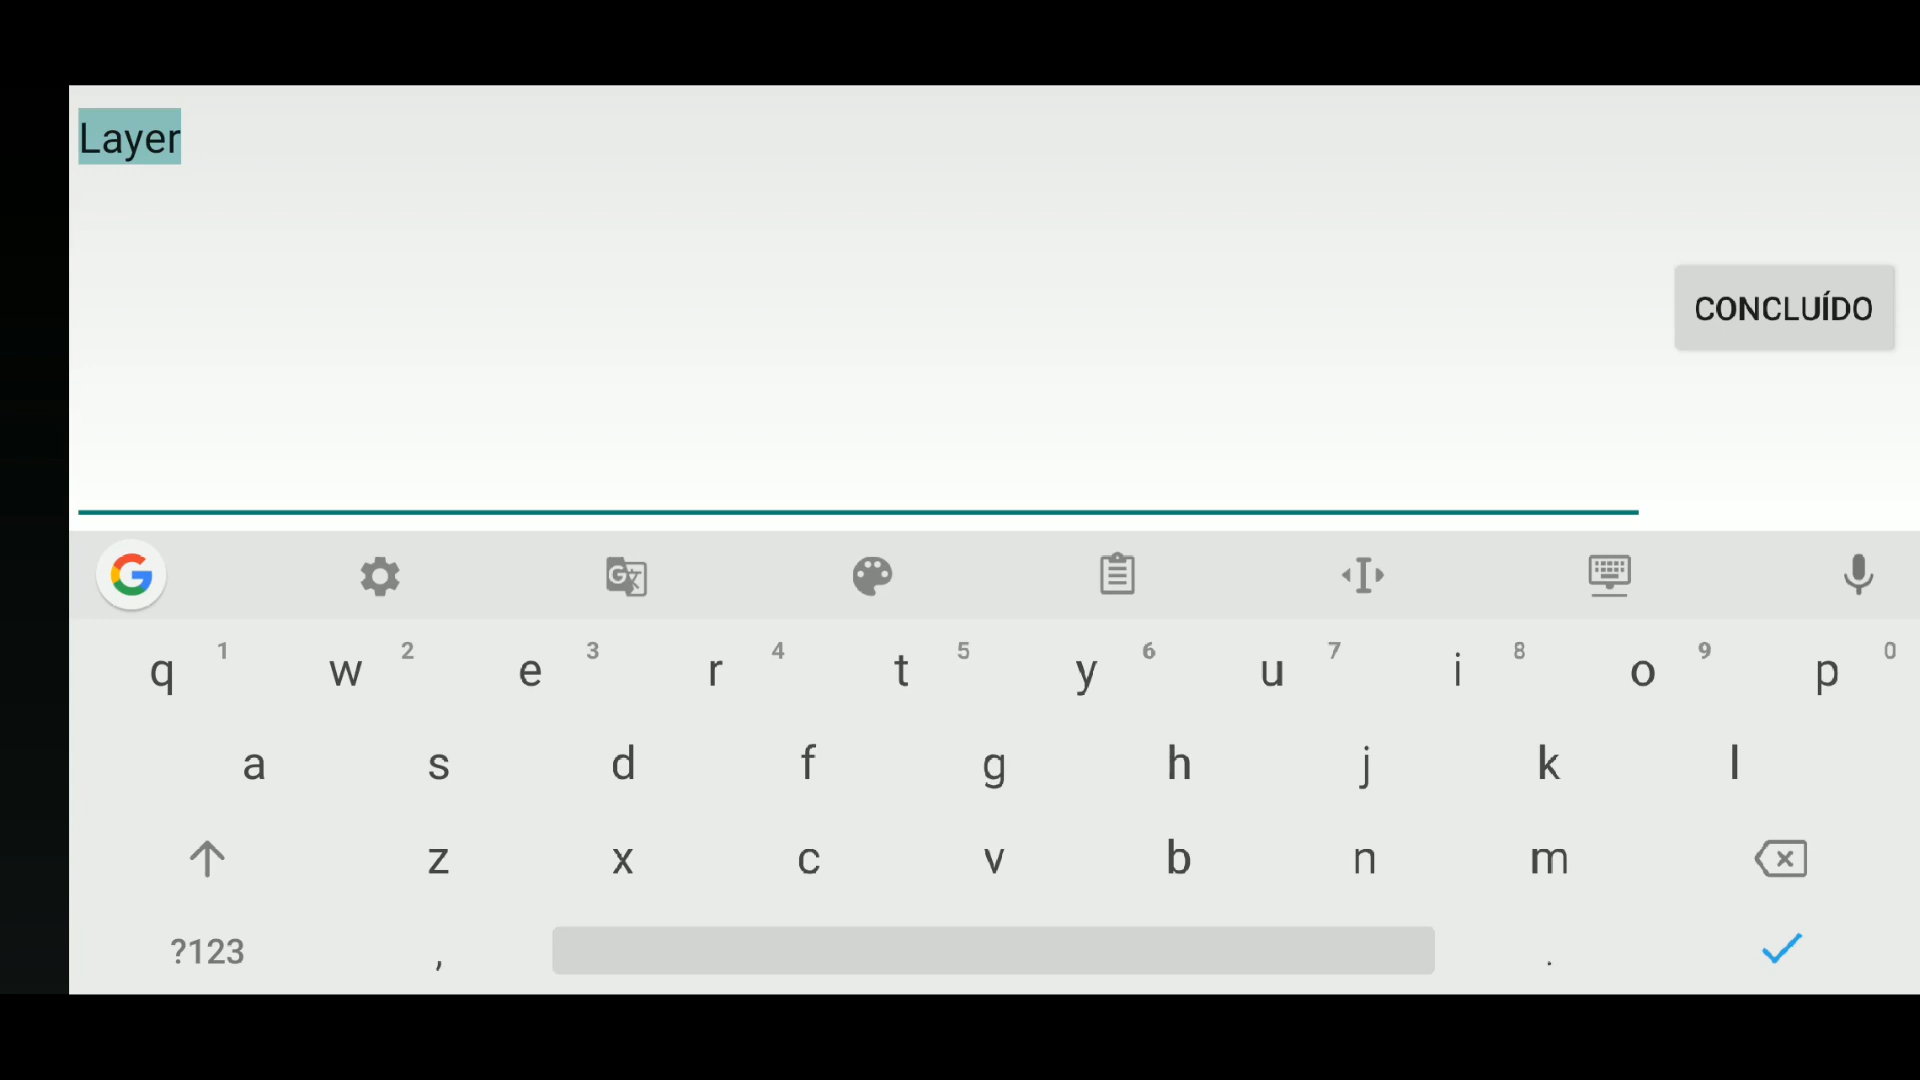 Layer
CONCLUÍDO
q 1 w 2 e 3 r 4 t 5 y 6 u 7 i 8 o 9 p 0
a s d f g h j k l
z x c v b n m
?123 , .